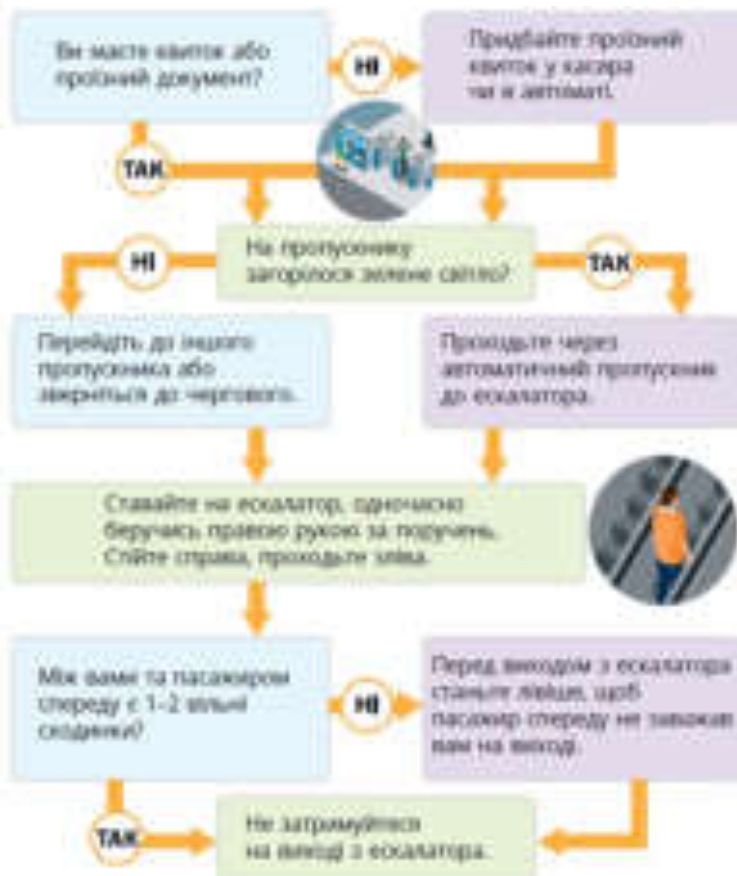 Ви маєте квиток або
проїзний документ?
НІ
Придбайте проїзний
квиток у касира
чи в автоматі.
ТАК
На пропускнику
загорілося зелене світло?
НІ
ТАК
Перейдіть до іншого
пропускника або
зверніться до чергового.
Проходьте через
автоматичний пропускник
до ескалатора.
Ставайте на ескалатор, одночасно
беручись правою рукою за поручень.
Стійте справа, проходьте зліва.
Між вами та пасажиром
спереду є 1–2 вільні
сходинки?
НІ
Перед виходом з ескалатора
станьте лівіше, щоб
пасажир спереду не заважав
вам на виході.
ТАК
Не затримуйтеся
на виході з ескалатора.